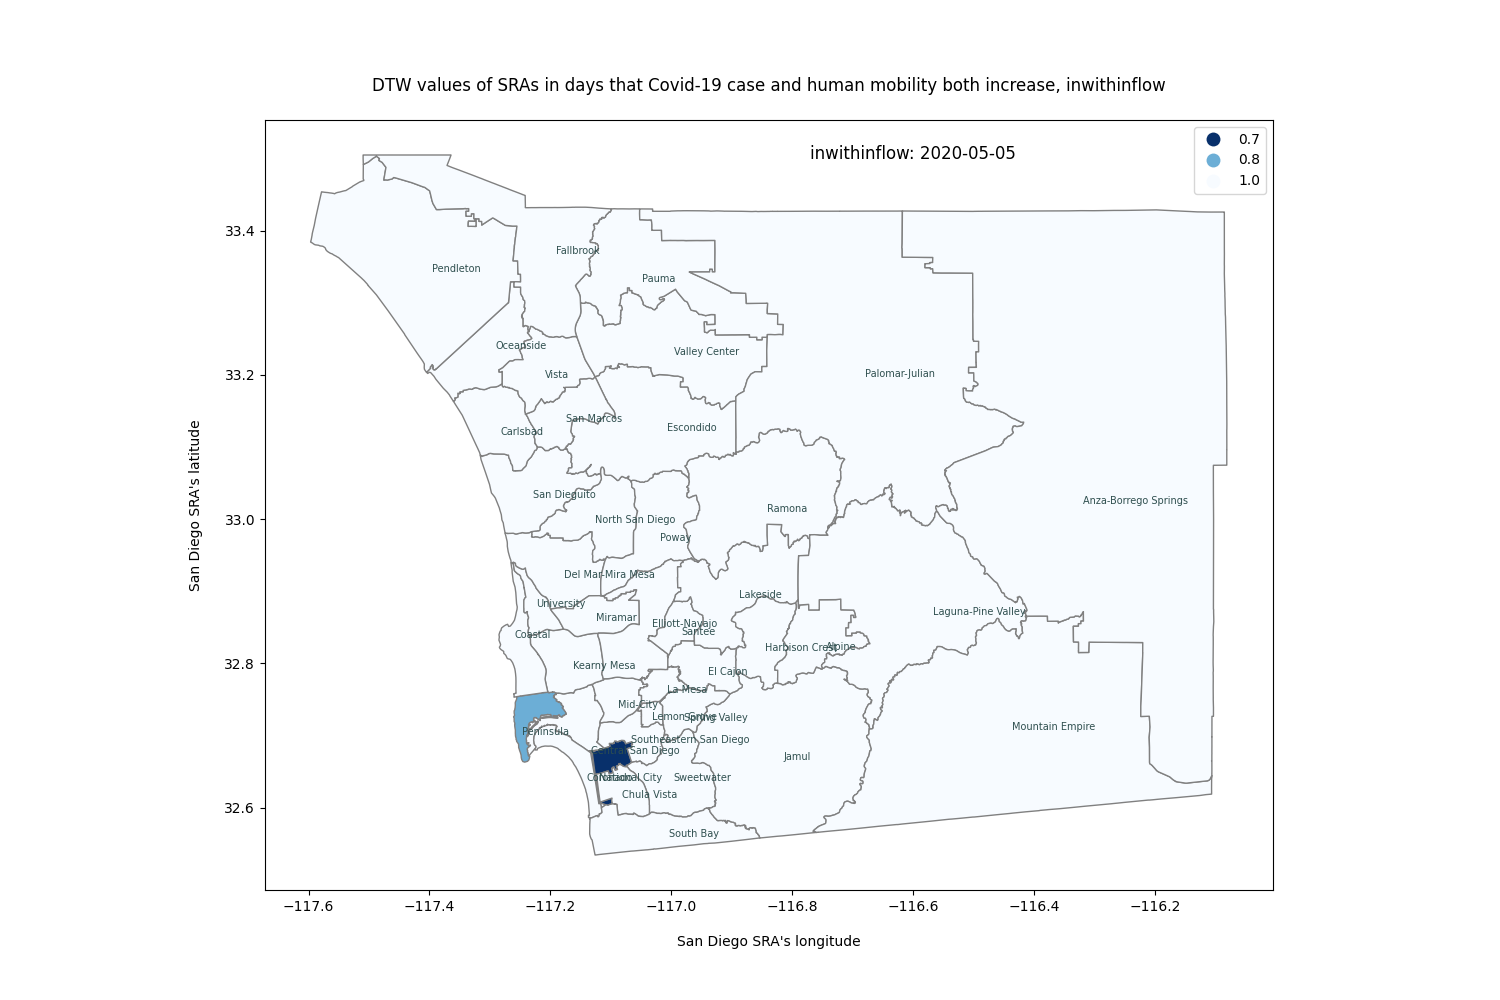 DTW values of SRAs in days that Covid-19 case and human mobility both increase, inwithinflow
inwithinflow: 2020-05-05
0.7
0.8
1.0
33.4
33.2
33.0
32.8
32.6
San Diego SRA's latitude
Fallbrook
Pendleton
Pauma
Oceanside
Valley Center
Vista
Palomar-Julian
San Marcos
Escondido
Carlsbad
San Dieguito
Anza-Borrego Springs
Ramona
North San Diego
Poway
Del Mar-Mira Mesa
Lakeside
University
Laguna-Pine Valley
Miramar
Elliott-Navajo
Santee
Coastal
Harbison Crest
Alpine
Kearny Mesa
El Cajon
La Mesa
Mid-City
Lemon Grove
Spring Valley
Mountain Empire
Peninsula
Southeastern San Diego
Central San Diego
Jamul
Coronado
National City
Sweetwater
Chula Vista
South Bay
−117.6
−117.4
−117.2
−117.0
−116.8
−116.6
−116.4
−116.2
San Diego SRA's longitude